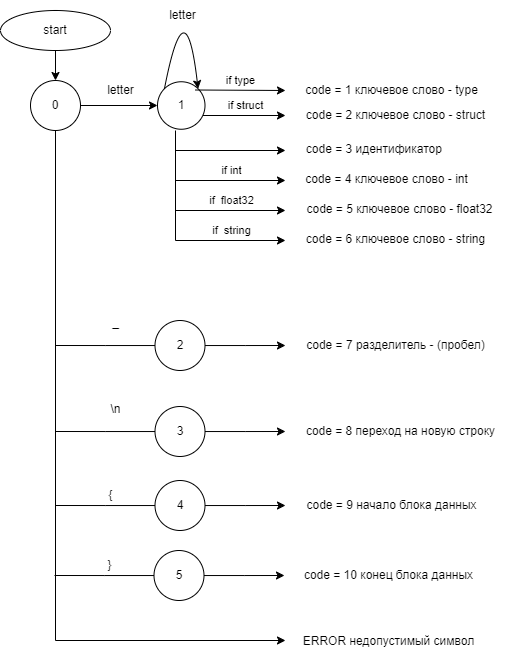 start
letter
0
letter
1
if type
code = 1 ключевое слово - type
if struct
code = 2 ключевое слово - struct
code = 3 идентификатор
if int
code = 4 ключевое слово - int
if float32
code = 5 ключевое слово - float32
if string
code = 6 ключевое слово - string
_
2
code = 7 разделитель - (пробел)
\n
3
code = 8 переход на новую строку
{
4
code = 9 начало блока данных
}
5
code = 10 конец блока данных
ERROR недопустимый символ